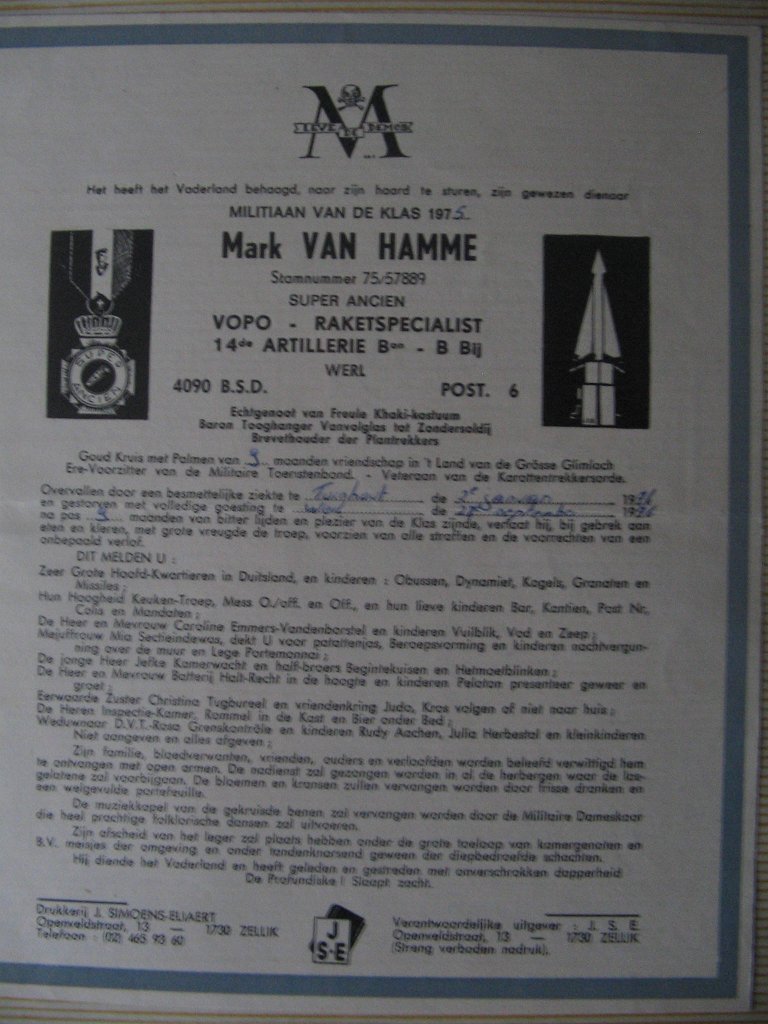 M
LEVE DE DEMOB
Het heeft het Vaderland behaagd, naar zijn haard te sturen, zijn gewezen dienaar
MILITIAAN VAN DE KLAS 1975
Mark VAN HAMME
Stamnummer 75/57889
SUPER ANCIEN
VOPO - RAKETSPECIALIST
14de ARTILLERIE Bon - B Bij
WERL
4090 B.S.D. POST. 6
SUPER
ANCIEN
Echtgenoot van Freule Khaki-kostuum
Baron Tooghanger Vanvolglas tot Zondersoldij
Brevethouder der Plantrekkers
Goud Kruis met Palmen van 9 maanden vriendschap in 't Land van de Grösse Glimlach
Ere-Voorzitter van de Militaire Toeristenbond. - Veteraan van de Karottentrekkersorde.
Overvallen door een besmettelijke ziekte te Turnhout de 2e januari 1976
en gestorven met volledige goesting te Werl de 27 september 1976
na pas 9 maanden van bitter lijden en plezier van de Klas zijnde, verlaat hij, bij gebrek aan
eten en kleren, met grote vreugde de troep, voorzien van alle straffen en de voorrechten van een
onbepaald verlof.
DIT MELDEN U :
Zeer Grote Hoofd-Kwartieren in Duitsland, en kinderen : Obussen, Dynamiet, Kogels, Granaten en
Missiles ;
Hun Hoogheid Keuken-Troep, Mess O./off. en Off., en hun lieve kinderen Bar, Kantien, Post Nr,
Colis en Mandaten ;
De Heer en Mevrouw Caroline Emmers-Vandenborstel en kinderen Vuilblik, Vod en Zeep ;
Mejuffrouw Mia Sectieindewas, dekt U voor patattenjas, Beroepsvorming en kinderen nachtvergun-
ning over de muur en Lege Portemonnai ;
De jonge Heer Jefke Kamerwacht en half-broers Begintekuisen en Hetmoetblinken ;
De Heer en Mevrouw Batterij Halt-Recht in de hoogte en kinderen Peloton presenteer geweer en
groet ;
Eerwaarde Zuster Christina Tugbureel en vriendenkring Judo, Kros volgen of niet naar huis ;
De Heren Inspectie-Kamer, Rommel in de Kast en Bier onder Bed ;
Weduwnaar D.V.T.-Rosa Grenskontrôle en kinderen Rudy Aachen, Julia Herbestal en kleinkinderen
Niet aangeven en alles afgeven ;
Zijn familie, bloedverwanten, vrienden, ouders en verloofden worden beleefd verwittigd hem
te ontvangen met open armen. De nadienst zal gezongen worden in al de herbergen waar de los-
gelatene zal voorbijgaan. De bloemen en kransen zullen vervangen worden door frisse dranken en
een welgevulde portefeuille.
De muziekkapel van de gekruisde benen zal vervangen worden door de Militaire Dameskoor
die heel prachtige folklorische dansen zal uitvoeren.
Zijn afscheid van het leger zal plaats hebben onder de grote toeloop van kamergenoten en
B.V. meisjes der omgeving en onder tandenknarsend geween der diepbedroefde schachten.
Hij diende het Vaderland en heeft geleden en gestreden met onverschrokken dapperheid
De Profundiske ! Slaapt zacht.
Drukkerij J. SIMOENS-ELIAERT
Openveldstraat, 13 — 1730 ZELLIK
Telefoon : (02) 465 93 60
J
S-E
Verantwoordelijke uitgever : J. S. E.
Openveldstraat, 13 — 1730 ZELLIK
(Streng verboden nadruk).